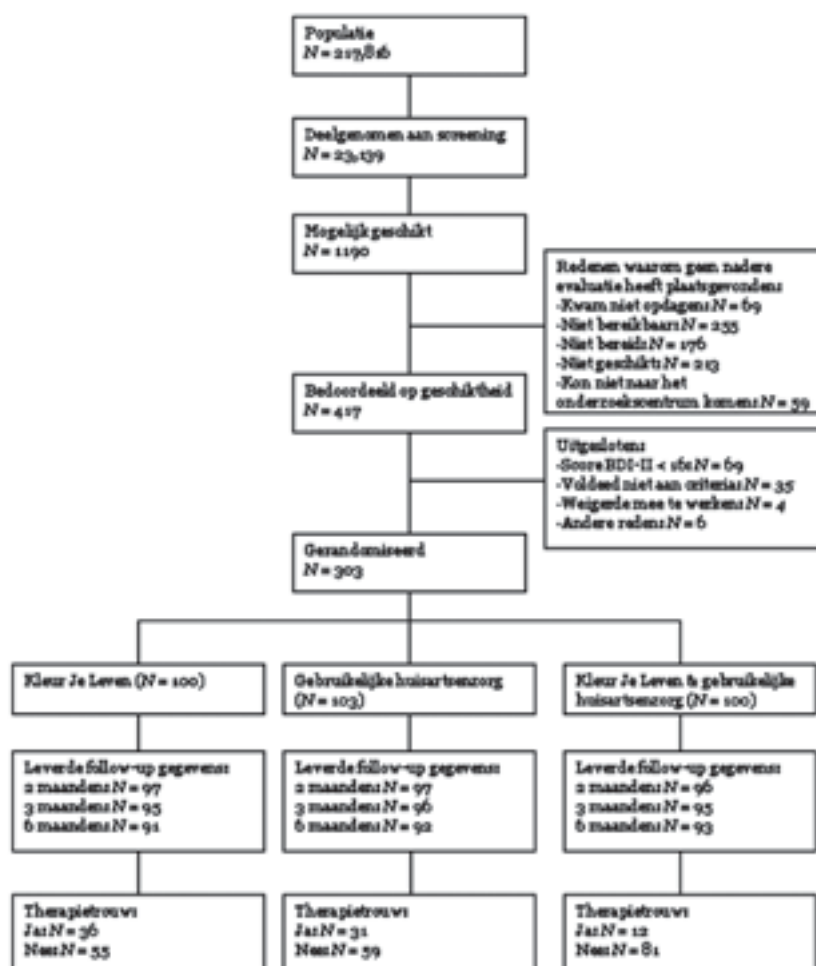 Populatie
N = 217,816
Deelgenomen aan screening
N = 23,139
Mogelijk geschikt
N = 1190
Redenen waarom geen nadere
evaluatie heeft plaatsgevonden:
-Kwam niet opdagen: N = 69
-Niet bereikbaar: N = 255
-Niet bereid: N = 176
-Niet geschikt: N = 213
-Kon niet naar het
onderzoekscentrum komen: N = 59
Bedoordeeld op geschiktheid
N = 417
Uitgesloten:
-Score BDI-II < 16: N = 69
-Voldeed niet aan criteria: N = 35
-Weigerde mee te werken: N = 4
-Andere reden: N = 6
Gerandomiseerd
N = 303
Kleur Je Leven (N = 100)
Gebruikelijke huisartsenzorg
(N = 103)
Kleur Je Leven & gebruikelijke
huisartsenzorg (N = 100)
Leverde follow-up gegevens:
2 maanden: N = 97
3 maanden: N = 95
6 maanden: N = 91
Leverde follow-up gegevens:
2 maanden: N = 97
3 maanden: N = 96
6 maanden: N = 92
Leverde follow-up gegevens:
2 maanden: N = 96
3 maanden: N = 95
6 maanden: N = 93
Therapietrouw:
Ja: N = 36
Nee: N = 55
Therapietrouw:
Ja: N = 31
Nee: N = 59
Therapietrouw:
Ja: N = 12
Nee: N = 81